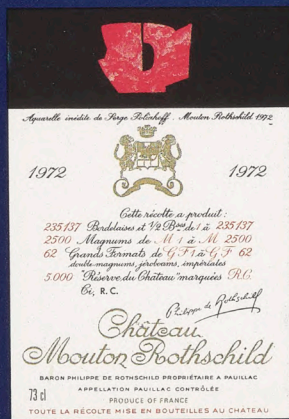 Aquarelle inédite de Serge Poliakoff . Mouton Rothschild 1972
1972 1972
Cette récolte a produit :
235137 Bordelaises et 1/2 Bses de 1 à 235137
2500 Magnums de M 1 à M 2500
62 Grands Formats de G F 1 à G F 62
double-magnums, jéroboams, impériales
5.000 "Réserve du Château" marquées R.C.
Ci, R.C.
Philippe de Rothschild
Château
Mouton Rothschild
BARON PHILIPPE DE ROTHSCHILD PROPRIÉTAIRE A PAUILLAC
APPELLATION PAUILLAC CONTRÔLÉE
73 cl PRODUCE OF FRANCE
TOUTE LA RÉCOLTE MISE EN BOUTEILLES AU CHÂTEAU